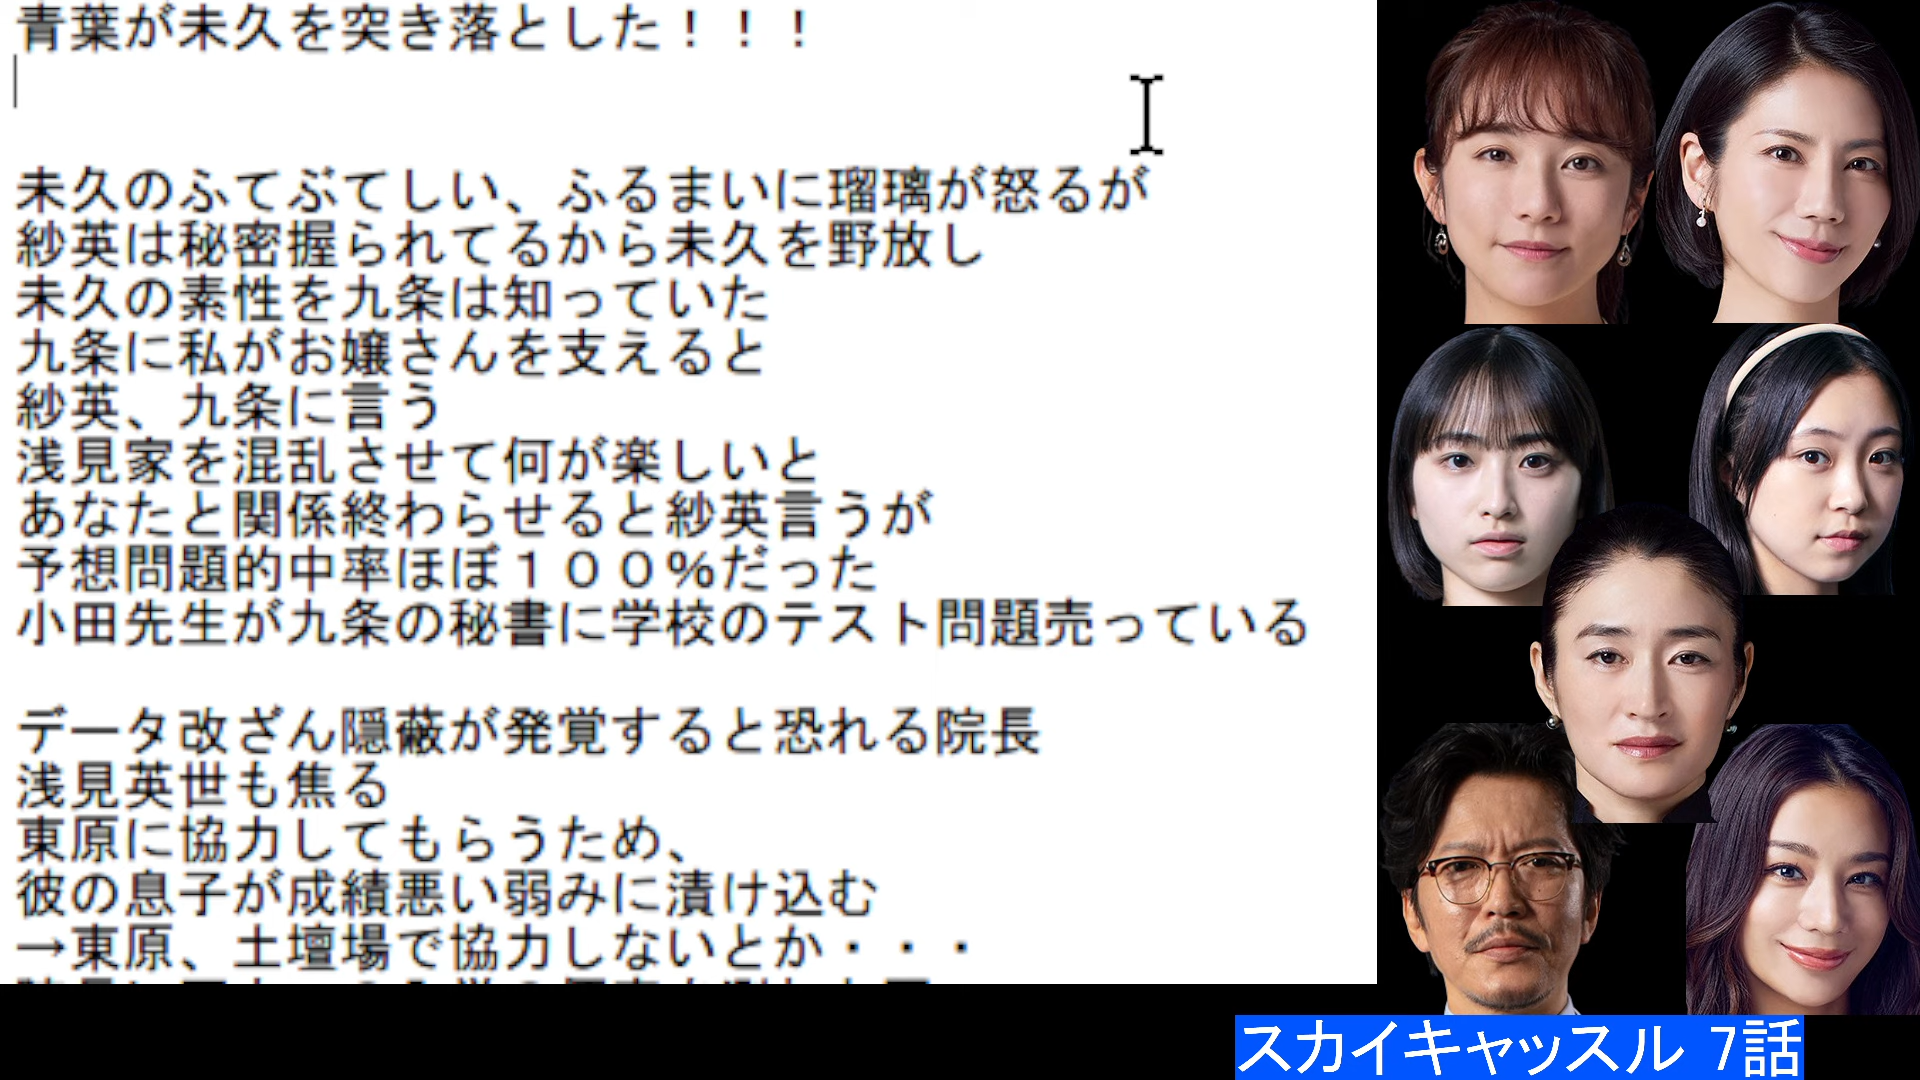 青葉が未久を突き落とした！！！
未久のふてぶてしい、ふるまいに瑠璃が怒るが
紗英は秘密握られてるから未久を野放し
未久の素性を九条は知っていた
九条に私がお嬢さんを支えると
紗英、九条に言う
浅見家を混乱させて何が楽しいと
あなたと関係終わらせると紗英言うが
予想問題的中率ほぼ１００％だった
小田先生が九条の秘書に学校のテスト問題売っている
データ改ざん隠蔽が発覚すると恐れる院長
浅見英世も焦る
東原に協力してもらうため、
彼の息子が成績悪い弱みに漬け込む
→東原、土壇場で協力しないとか・・・
スカイキャッスル 7話